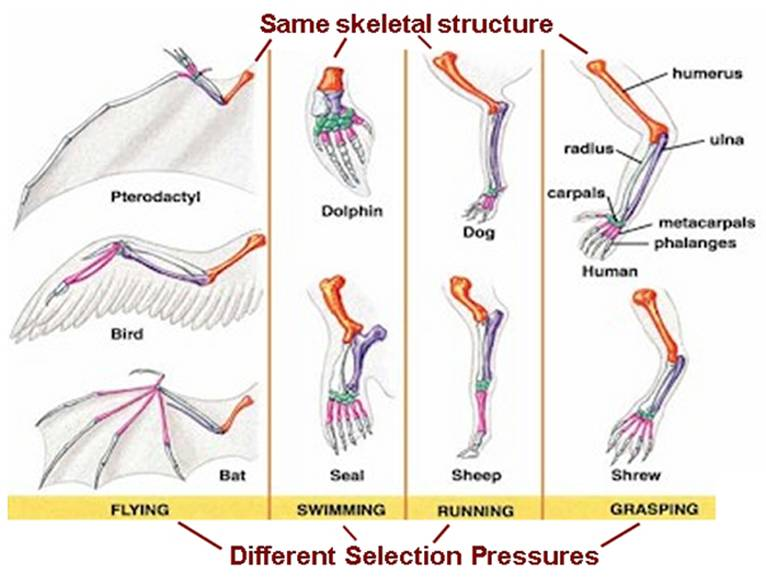 Same skeletal structure
humerus
radius
ulna
carpals
metacarpals
phalanges
Pterodactyl
Dolphin
Dog
Human
Bird
Bat
Seal
Sheep
Shrew
FLYING
SWIMMING
RUNNING
GRASPING
Different Selection Pressures